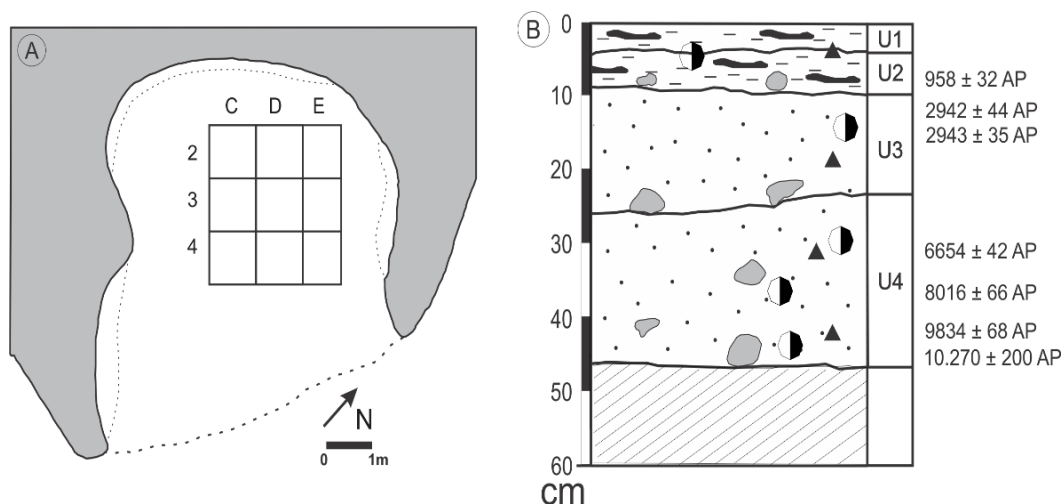 A
C D E
2
3
4
N
0 1m
B
0
10
20
30
40
50
60
cm
U1
U2
U3
U4
958 ± 32 AP
2942 ± 44 AP
2943 ± 35 AP
6654 ± 42 AP
8016 ± 66 AP
9834 ± 68 AP
10.270 ± 200 AP